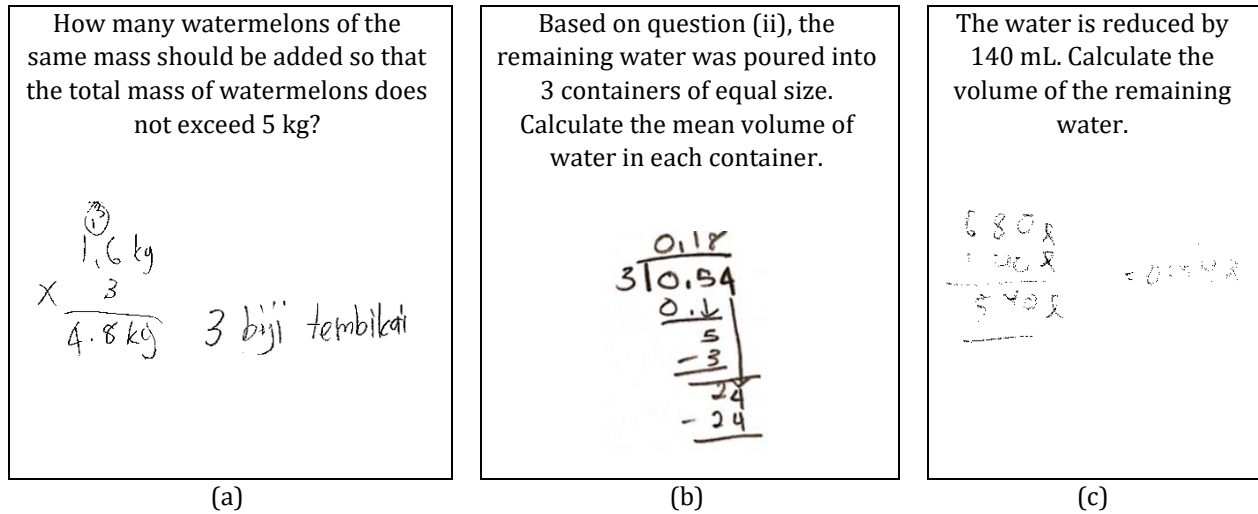 How many watermelons of the
same mass should be added so that
the total mass of watermelons does
not exceed 5 kg?
1.6 kg
× 3
4.8 kg 3 biji tembikai
(a)
Based on question (ii), the
remaining water was poured into
3 containers of equal size.
Calculate the mean volume of
water in each container.
0.18
3 0.54
0.
5
- 3
24
- 24
(b)
The water is reduced by
140 mL. Calculate the
volume of the remaining
water.
680 l
140 l
540 l
(c)